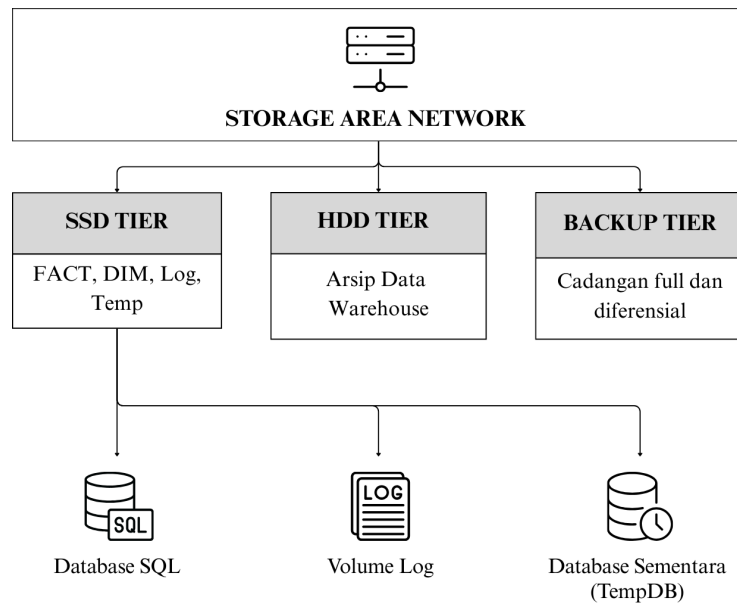 STORAGE AREA NETWORK
SSD TIER
FACT, DIM, Log,
Temp
HDD TIER
Arsip Data
Warehouse
BACKUP TIER
Cadangan full dan
diferensial
SQL
Database SQL
LOG
Volume Log
Database Sementara
(TempDB)